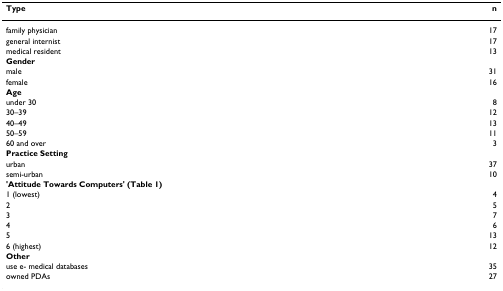 Type n
family physician 17
general internist 17
medical resident 13
Gender
male 31
female 16
Age
under 30 8
30–39 12
40–49 13
50–59 11
60 and over 3
Practice Setting
urban 37
semi-urban 10
'Attitude Towards Computers' (Table 1)
1 (lowest) 4
2 5
3 7
4 6
5 13
6 (highest) 12
Other
use e- medical databases 35
owned PDAs 27